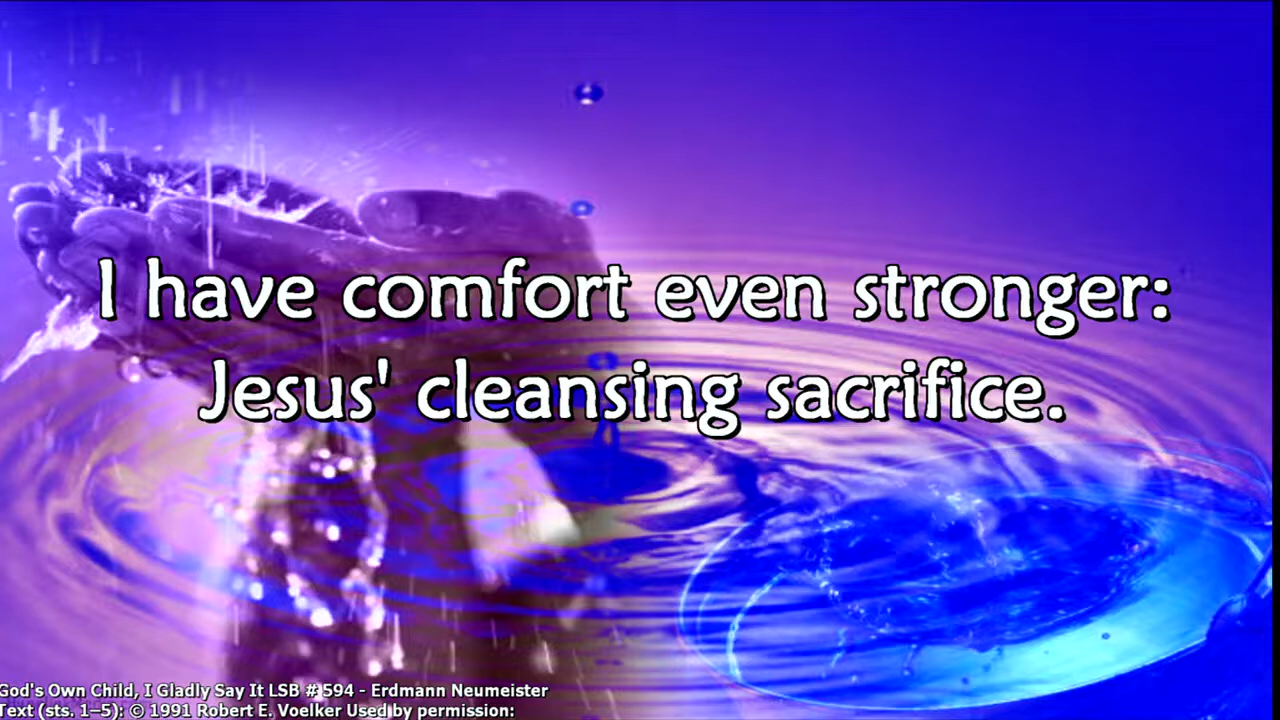 I have comfort even stronger:
Jesus' cleansing sacrifice.
God's Own Child, I Gladly Say It LSB # 594 - Erdmann Neumeister
Text (sts. 1–5): © 1991 Robert E. Voelker Used by permission: